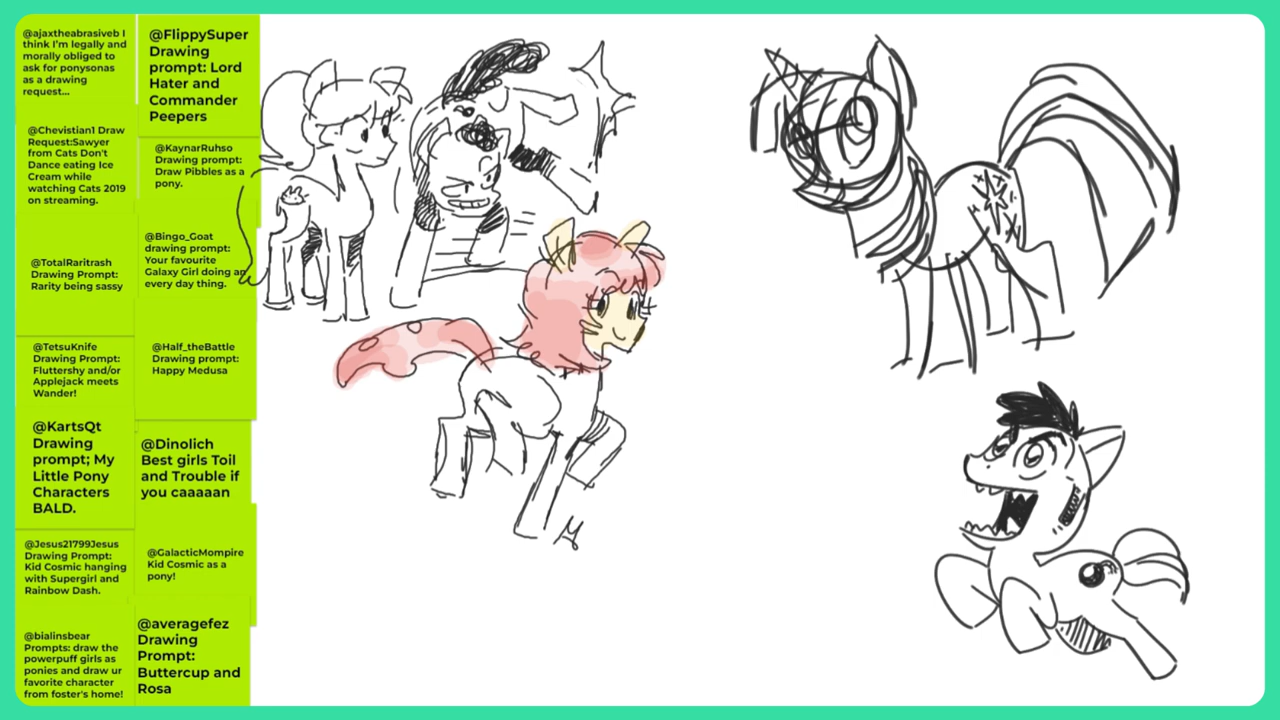 @ajaxtheabrasiveb I
think I'm legally and
morally obliged to
ask for ponysonas
as a drawing
request...
@FlippySuper
Drawing
prompt: Lord
Hater and
Commander
Peepers
@Chevistian1 Draw
Request:Sawyer
from Cats Don't
Dance eating Ice
Cream while
watching Cats 2019
on streaming.
@KaynarRuhso
Drawing prompt:
Draw Pibbles as a
pony.
@TotalRaritrash
Drawing Prompt:
Rarity being sassy
@Bingo_Goat
drawing prompt:
Your favourite
Galaxy Girl doing an
every day thing.
@TetsuKnife
Drawing Prompt:
Fluttershy and/or
Applejack meets
Wander!
@Half_theBattle
Drawing prompt:
Happy Medusa
@KartsQt
Drawing
prompt; My
Little Pony
Characters
BALD.
@Dinolich
Best girls Toil
and Trouble if
you caaaaan
@Jesus21799Jesus
Drawing Prompt:
Kid Cosmic hanging
with Supergirl and
Rainbow Dash.
@GalacticMompire
Kid Cosmic as a
pony!
@bialinsbear
Prompts: draw the
powerpuff girls as
ponies and draw ur
favorite character
from foster's home!
@averagefez
Drawing
Prompt:
Buttercup and
Rosa